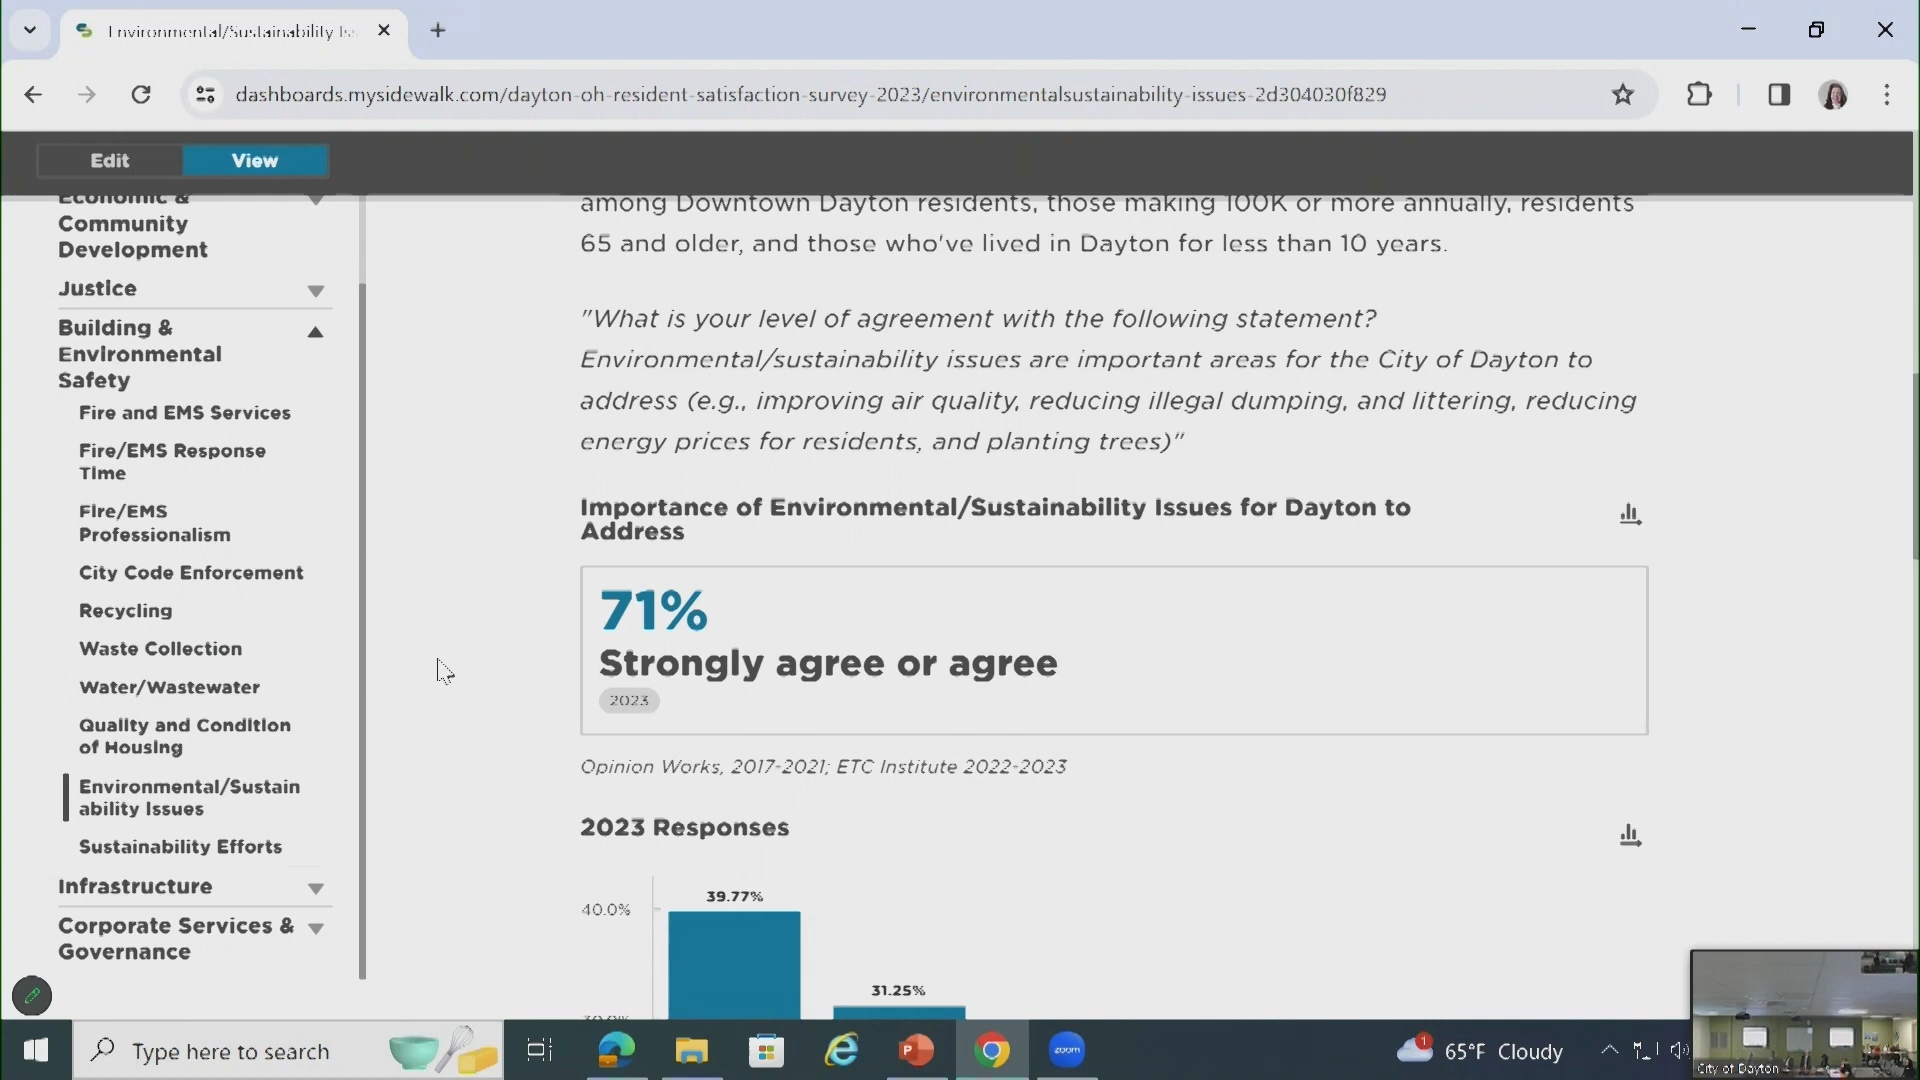 Environmental/Sustainability Is
dashboards.mysidewalk.com/dayton-oh-resident-satisfaction-survey-2023/environmentalsustainability-issues-2d304030f829
Edit
View
Economic &
Community
Development
Justice
Building &
Environmental
Safety
Fire and EMS Services
Fire/EMS Response
Time
Fire/EMS
Professionalism
City Code Enforcement
Recycling
Waste Collection
Water/Wastewater
Quality and Condition
of Housing
Environmental/Sustain
ability Issues
Sustainability Efforts
Infrastructure
Corporate Services &
Governance
among Downtown Dayton residents, those making 100K or more annually, residents
65 and older, and those who've lived in Dayton for less than 10 years.
"What is your level of agreement with the following statement?
Environmental/sustainability issues are important areas for the City of Dayton to
address (e.g., improving air quality, reducing illegal dumping, and littering, reducing
energy prices for residents, and planting trees)"
Importance of Environmental/Sustainability Issues for Dayton to
Address
71%
Strongly agree or agree
2023
Opinion Works, 2017-2021; ETC Institute 2022-2023
2023 Responses
40.0%
39.77%
31.25%
30.0%
Type here to search
zoom
1
65°F Cloudy
City of Dayton